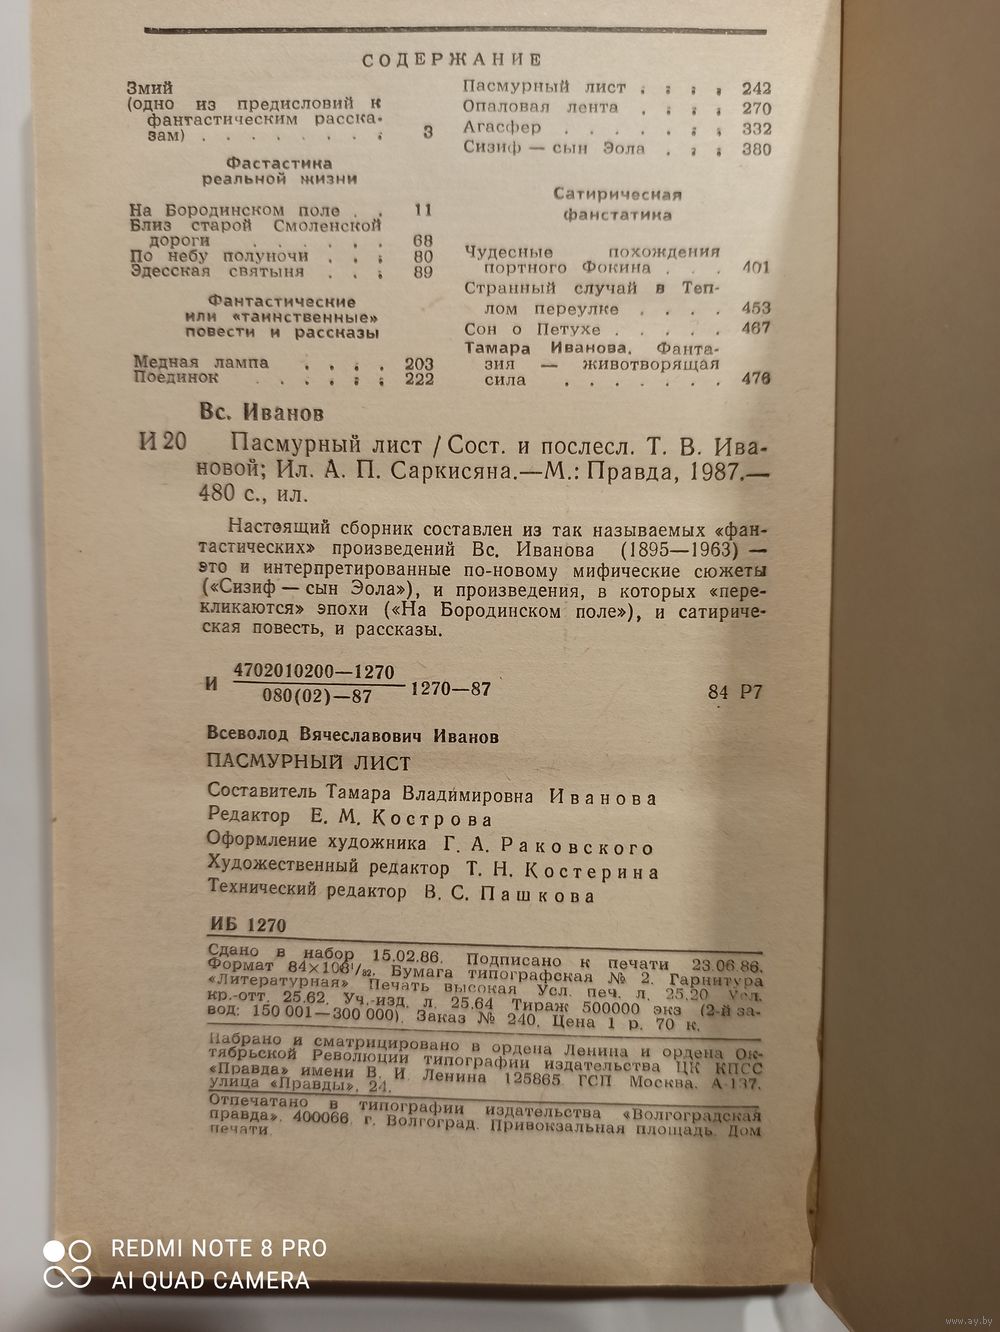 СОДЕРЖАНИЕ
Змий
(одно из предисловий к
фантастическим расска-
зам) . . . . . . . ; 3
Фастастика
реальной жизни
На Бородинском поле . . 11
Близ старой Смоленской
дороги . . . . . . 68
По небу полуночи . . ; 80
Эдесская святыня . . ; 89
Фантастические
или «таинственные»
повести и рассказы
Медная лампа . . . . 203
Поединок . . . ; ; ; 222
Пасмурный лист . ; ; , 242
Опаловая лента . ; ; ; 270
Агасфер . . . . . ; ; 332
Сизиф — сын Эола . ; ; 380
Сатирическая
фанстатика
Чудесные похождения
портного Фокина . . . 401
Странный случай в Теп-
лом переулке . . . . 453
Сон о Петухе . . . . . 467
Тамара Иванова. Фанта-
зия — животворящая
сила . . . . . . . 476
Вс. Иванов
И 20 Пасмурный лист / Сост. и послесл. Т. В. Ива-
новой; Ил. А. П. Саркисяна.—М.: Правда, 1987.—
480 с., ил.
Настоящий сборник составлен из так называемых «фан-
тастических» произведений Вс. Иванова (1895—1963) —
это и интерпретированные по-новому мифические сюжеты
(«Сизиф — сын Эола»), и произведения, в которых «пере-
кликаются» эпохи («На Бородинском поле»), и сатириче-
ская повесть, и рассказы.
И 4702010200—1270
080(02)—87 1270—87 84 Р7
Всеволод Вячеславович Иванов
ПАСМУРНЫЙ ЛИСТ
Составитель Тамара Владимировна Иванова
Редактор Е. М. Кострова
Оформление художника Г. А. Раковского
Художественный редактор Т. Н. Костерина
Технический редактор В. С. Пашкова
ИБ 1270
Сдано в набор 15.02.86. Подписано к печати 23.06.86.
Формат 84×108¹/₃₂. Бумага типографская № 2. Гарнитура
«Литературная» Печать высокая Усл. печ. л. 25,20 Усл.
кр.-отт. 25.62. Уч.-изд. л. 25.64 Тираж 500000 экз (2-й за-
вод: 150 001—300 000). Заказ № 240. Цена 1 р. 70 к.
Набрано и сматрицировано в ордена Ленина и ордена Ок-
тябрьской Революции типографии издательства ЦК КПСС
«Правда» имени В. И Ленина 125865 ГСП Москва. А-137.
улица «Правды». 24.
Отпечатано в типографии издательства «Волгоградская
правда». 400066 г. Волгоград. Привокзальная площадь. Дом
печати.
REDMI NOTE 8 PRO
AI QUAD CAMERA
www.ay.by